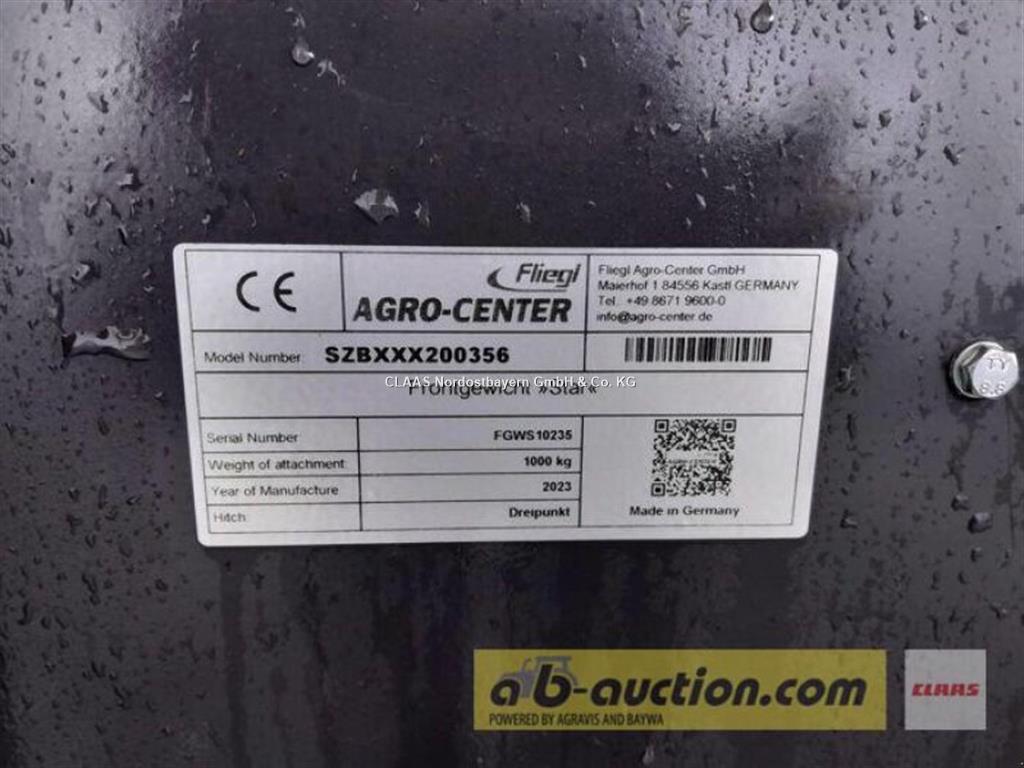 CE
Fliegl
AGRO-CENTER
Fliegl Agro-Center GmbH
Maierhof 1 84556 Kastl GERMANY
Tel.: +49 8671 9600-0
info@agro-center.de
Model Number: SZBXXX200356
CLAAS Nordostbayern GmbH & Co. KG
Frontgewicht »Star«
Serial Number FGWS10235
Weight of attachment: 1000 kg
Year of Manufacture 2023
Hitch: Dreipunkt
Made in Germany
TY
8.8
ab-auction.com
POWERED BY AGRAVIS AND BAYWA
CLAAS